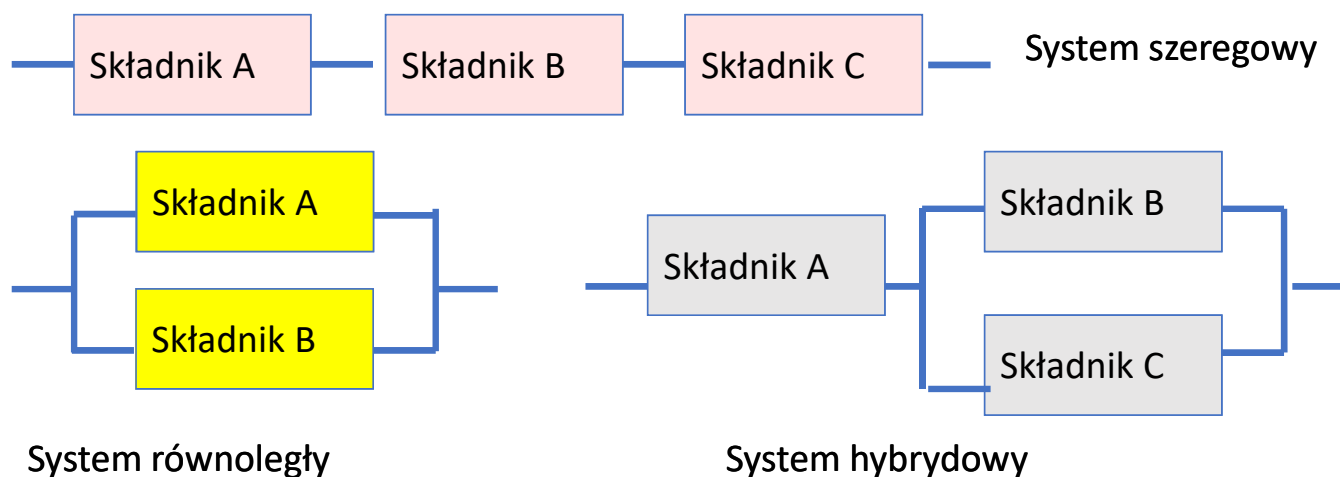 Składnik A
Składnik B
Składnik C
System szeregowy
Składnik A
Składnik B
System równoległy
Składnik A
Składnik B
Składnik C
System hybrydowy